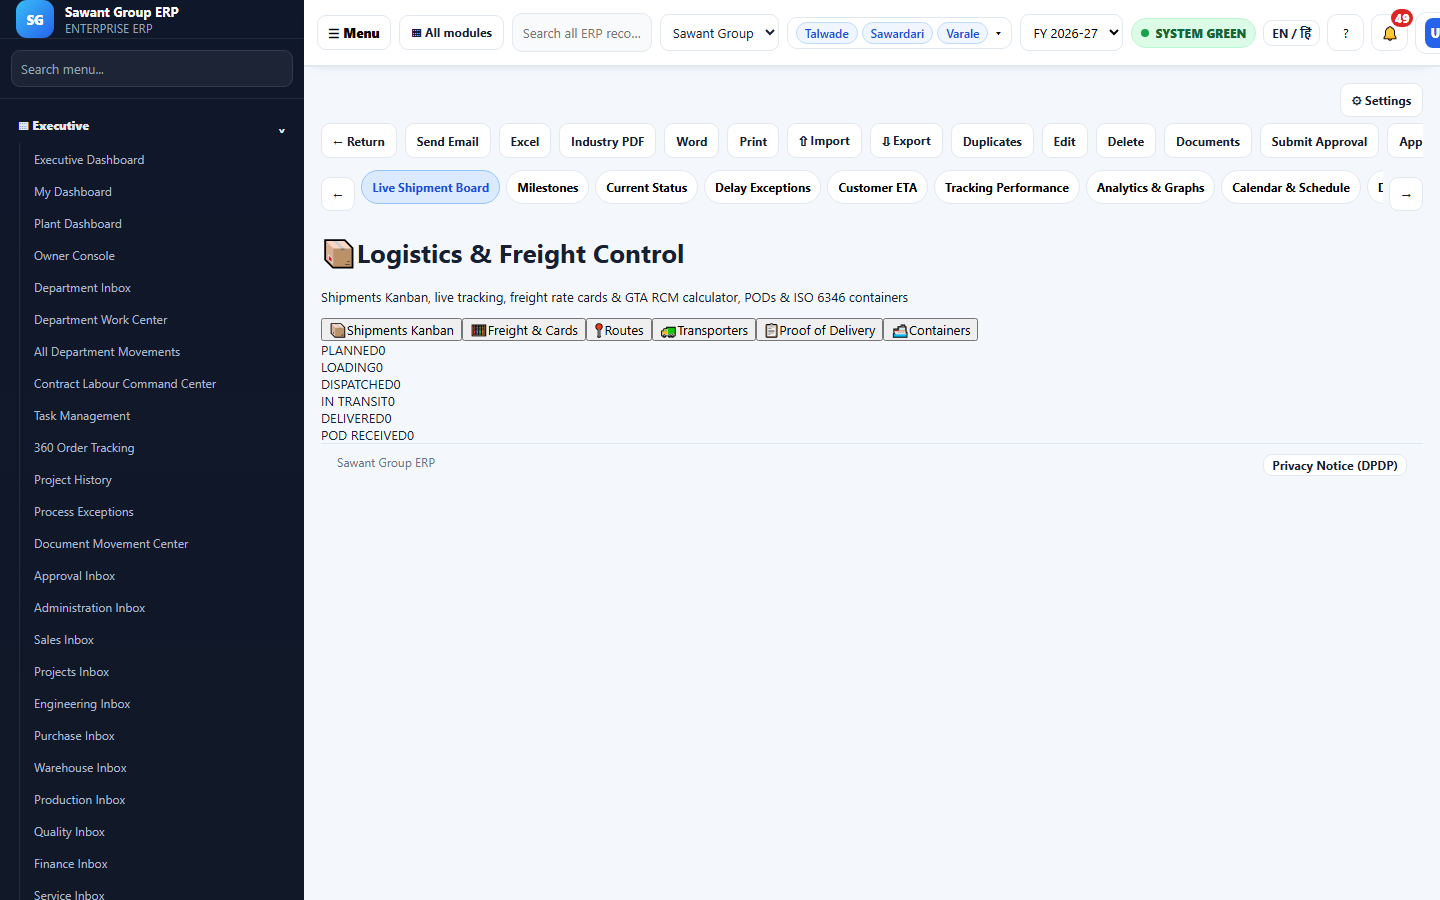 SG
Sawant Group ERP
ENTERPRISE ERP
Search menu...
Executive
Executive Dashboard
My Dashboard
Plant Dashboard
Owner Console
Department Inbox
Department Work Center
All Department Movements
Contract Labour Command Center
Task Management
360 Order Tracking
Project History
Process Exceptions
Document Movement Center
Approval Inbox
Administration Inbox
Sales Inbox
Projects Inbox
Engineering Inbox
Purchase Inbox
Warehouse Inbox
Production Inbox
Quality Inbox
Finance Inbox
Service Inbox
☰ Menu
All modules
Search all ERP reco...
Sawant Group
Talwade Sawardari Varale
FY 2026-27
SYSTEM GREEN
EN / हिं
?
49
U
⚙ Settings
← Return Send Email Excel Industry PDF Word Print ⇧ Import ⇩ Export Duplicates Edit Delete Documents Submit Approval App
← Live Shipment Board Milestones Current Status Delay Exceptions Customer ETA Tracking Performance Analytics & Graphs Calendar & Schedule →
Logistics & Freight Control
Shipments Kanban, live tracking, freight rate cards & GTA RCM calculator, PODs & ISO 6346 containers
Shipments Kanban Freight & Cards Routes Transporters Proof of Delivery Containers
PLANNED0
LOADING0
DISPATCHED0
IN TRANSIT0
DELIVERED0
POD RECEIVED0
Sawant Group ERP
Privacy Notice (DPDP)